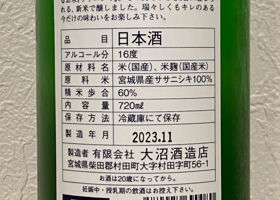 新米で醸しました。瑞々しくもキレのある
今だけの味わいをお楽しみ下さい。
品目 日本酒
アルコール分 16度
原材料名 米(国産)、米麹(国産米)
原料米 宮城県産ササニシキ100%
精米歩合 60%
内容量 720㎖
保存方法 冷蔵庫にて保存
製造年月 2023.11
製造者 有限会社 大沼酒造店
宮城県柴田郡村田町大字村田字町56-1
お酒は20歳になってから。
妊娠中・授乳期の飲酒はお控え下さい。